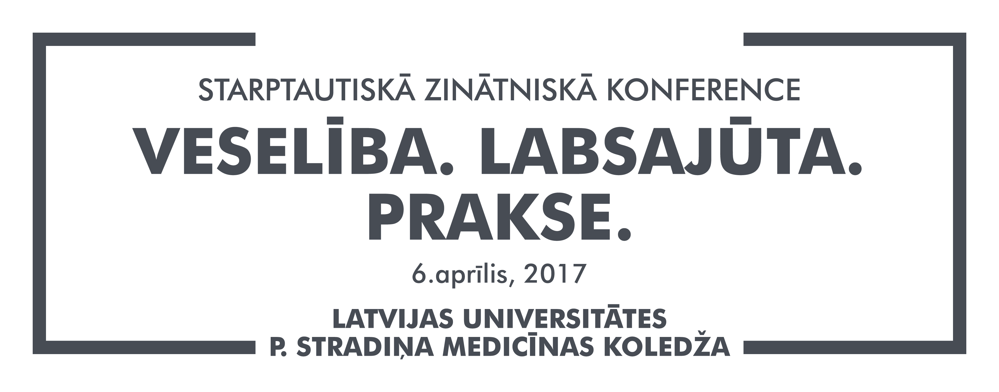 STARPTAUTISKĀ ZINĀTNISKĀ KONFERENCE
VESELĪBA. LABSAJŪTA.
PRAKSE.
6.aprīlis, 2017
LATVIJAS UNIVERSITĀTES
P. STRADIŅA MEDICĪNAS KOLEDŽA